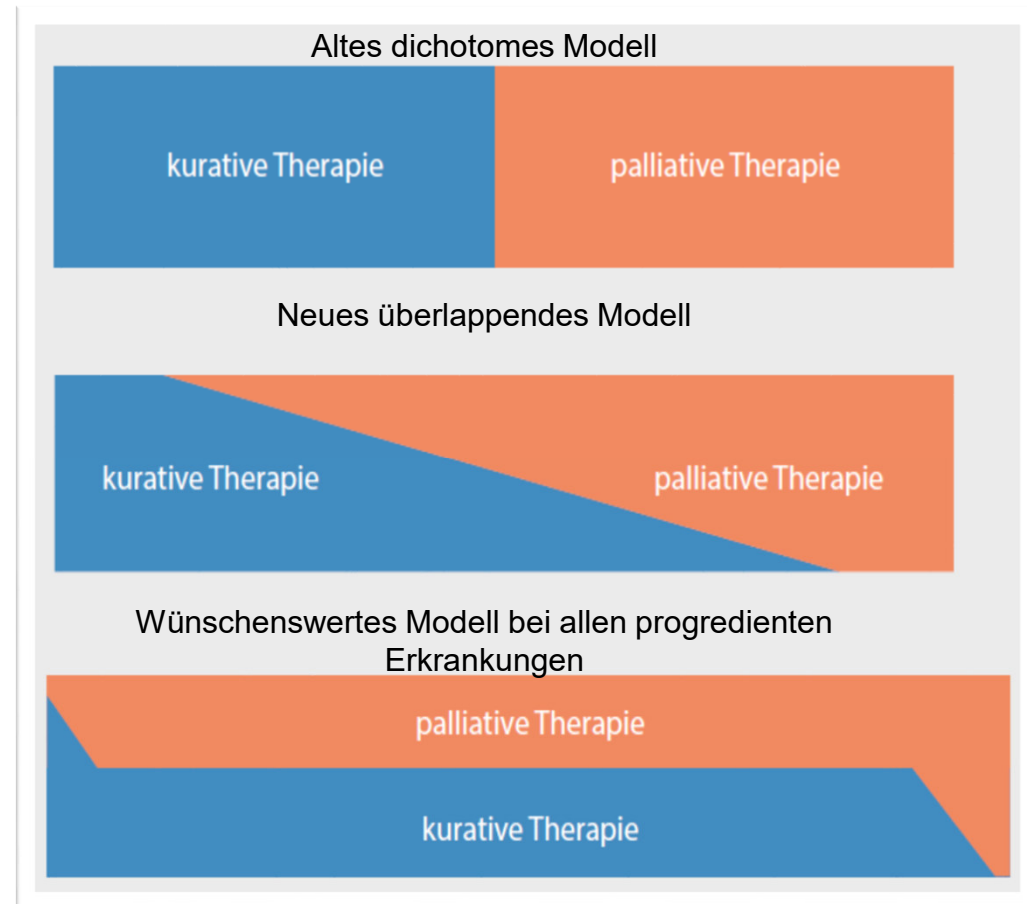 Altes dichotomes Modell
kurative Therapie
palliative Therapie
Neues überlappendes Modell
kurative Therapie
palliative Therapie
Wünschenswertes Modell bei allen progredienten
Erkrankungen
palliative Therapie
kurative Therapie